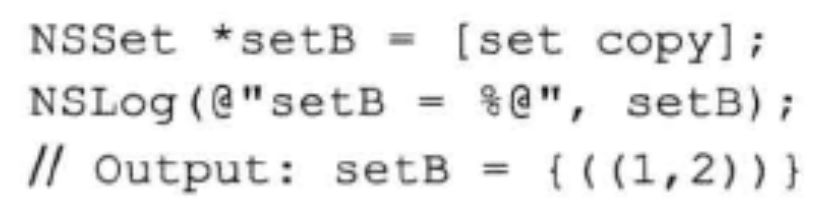 NSSet *setB = [set copy];
NSLog(@"setB = %@", setB);
// Output: setB = {((1,2))}